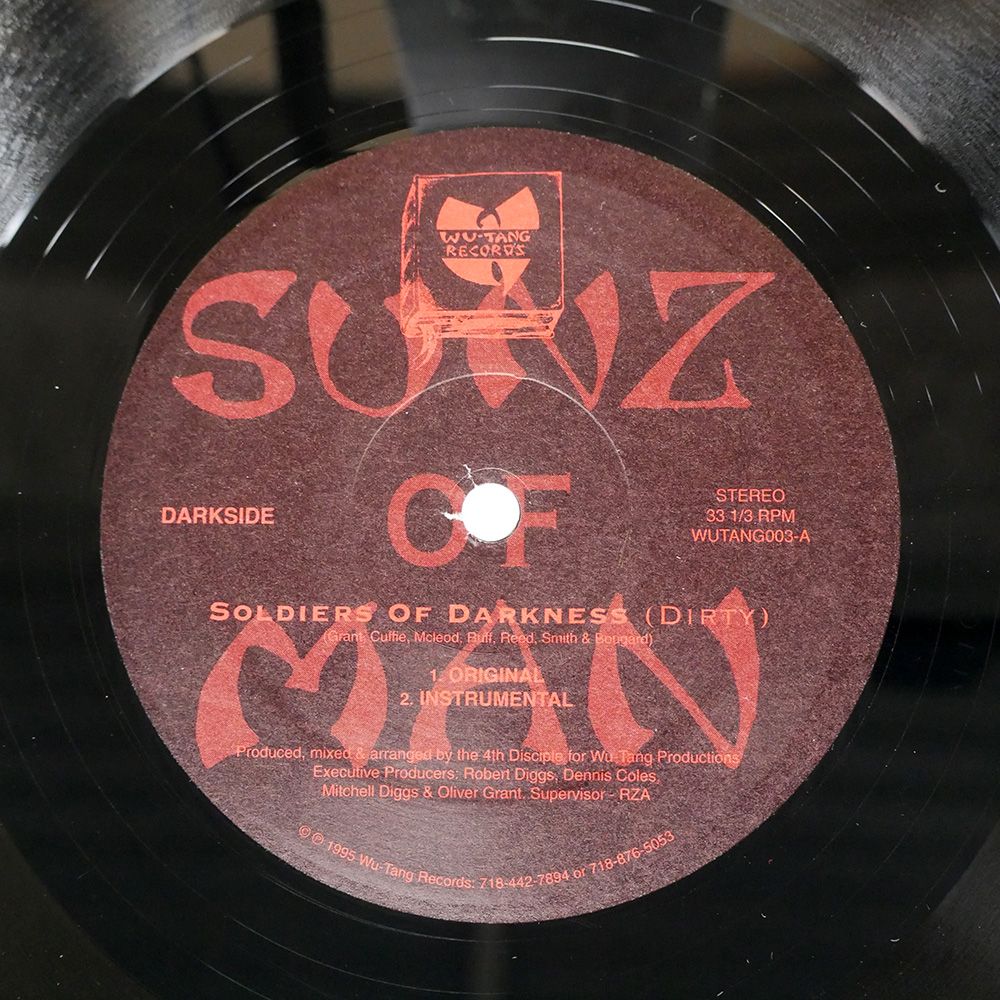 WU-TANG
RECORDS
SUNZ
OF
MAN
DARKSIDE
STEREO
33 1/3 RPM
WUTANG003-A
SOLDIERS OF DARKNESS (DIRTY)
(Grant, Cuffie, Mcleod, Ruff, Reed, Smith & Bougard)
1. ORIGINAL
2. INSTRUMENTAL
Produced, mixed & arranged by the 4th Disciple for Wu-Tang Productions
Executive Producers: Robert Diggs, Dennis Coles,
Mitchell Diggs & Oliver Grant. Supervisor - RZA
© ℗ 1995 Wu-Tang Records: 718-442-7894 or 718-876-5053